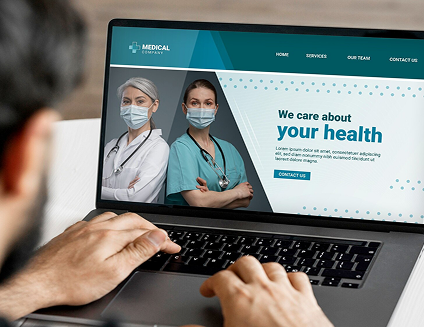 MEDICAL
COMPANY
HOME
SERVICES
OUR TEAM
CONTACT US
We care about
your health
Lorem ipsum dolor sit amet, consectetuer adipiscing
elit, sed diam nonummy nibh euismod tincidunt ut
laoreet dolore magna.
CONTACT US